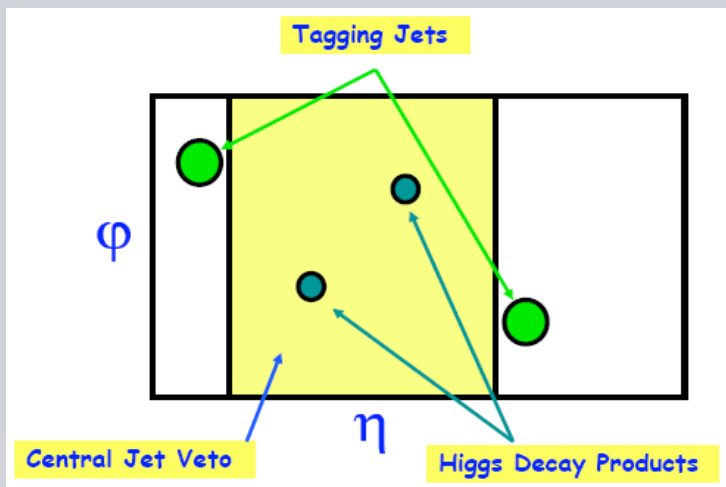 Tagging Jets
φ
η
Central Jet Veto
Higgs Decay Products